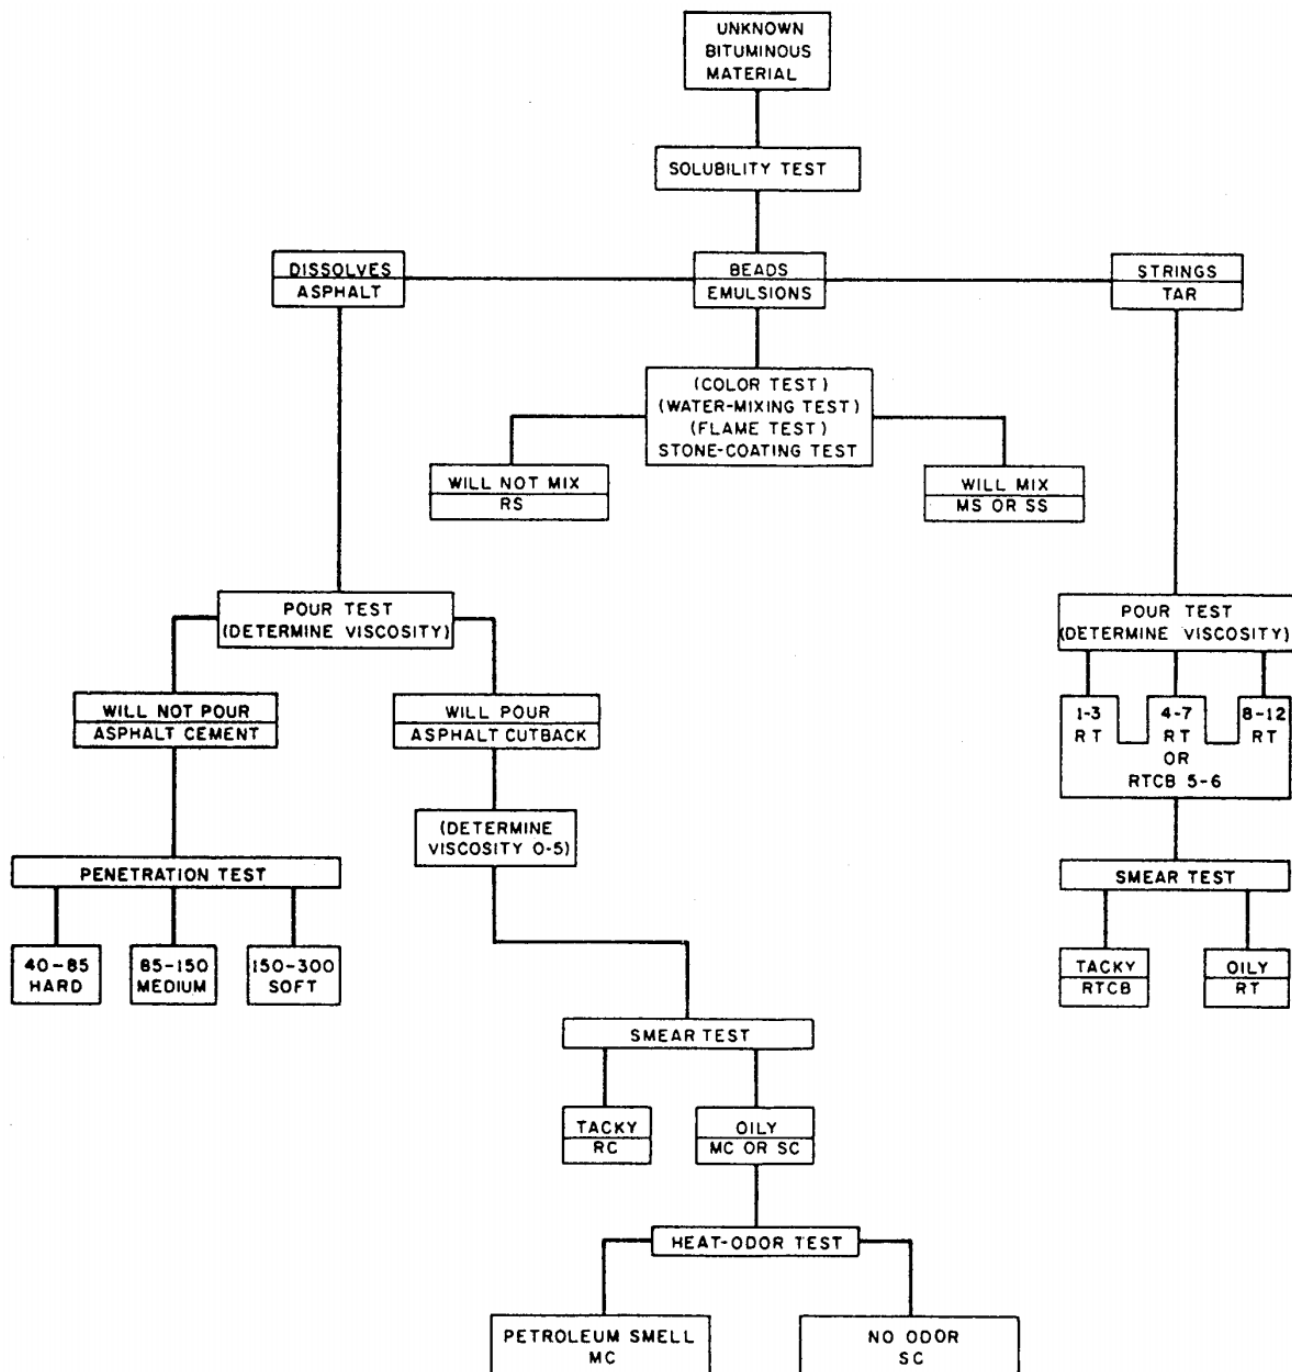 UNKNOWN
BITUMINOUS
MATERIAL
SOLUBILITY TEST
DISSOLVES
ASPHALT
BEADS
EMULSIONS
STRINGS
TAR
(COLOR TEST)
(WATER-MIXING TEST)
(FLAME TEST)
STONE-COATING TEST
WILL NOT MIX
RS
WILL MIX
MS OR SS
POUR TEST
(DETERMINE VISCOSITY)
POUR TEST
(DETERMINE VISCOSITY)
WILL NOT POUR
ASPHALT CEMENT
WILL POUR
ASPHALT CUTBACK
1-3
RT
4-7
RT
8-12
RT
OR
RTCB 5-6
(DETERMINE
VISCOSITY 0-5)
PENETRATION TEST
SMEAR TEST
40-85
HARD
85-150
MEDIUM
150-300
SOFT
TACKY
RTCB
OILY
RT
SMEAR TEST
TACKY
RC
OILY
MC OR SC
HEAT-ODOR TEST
PETROLEUM SMELL
MC
NO ODOR
SC